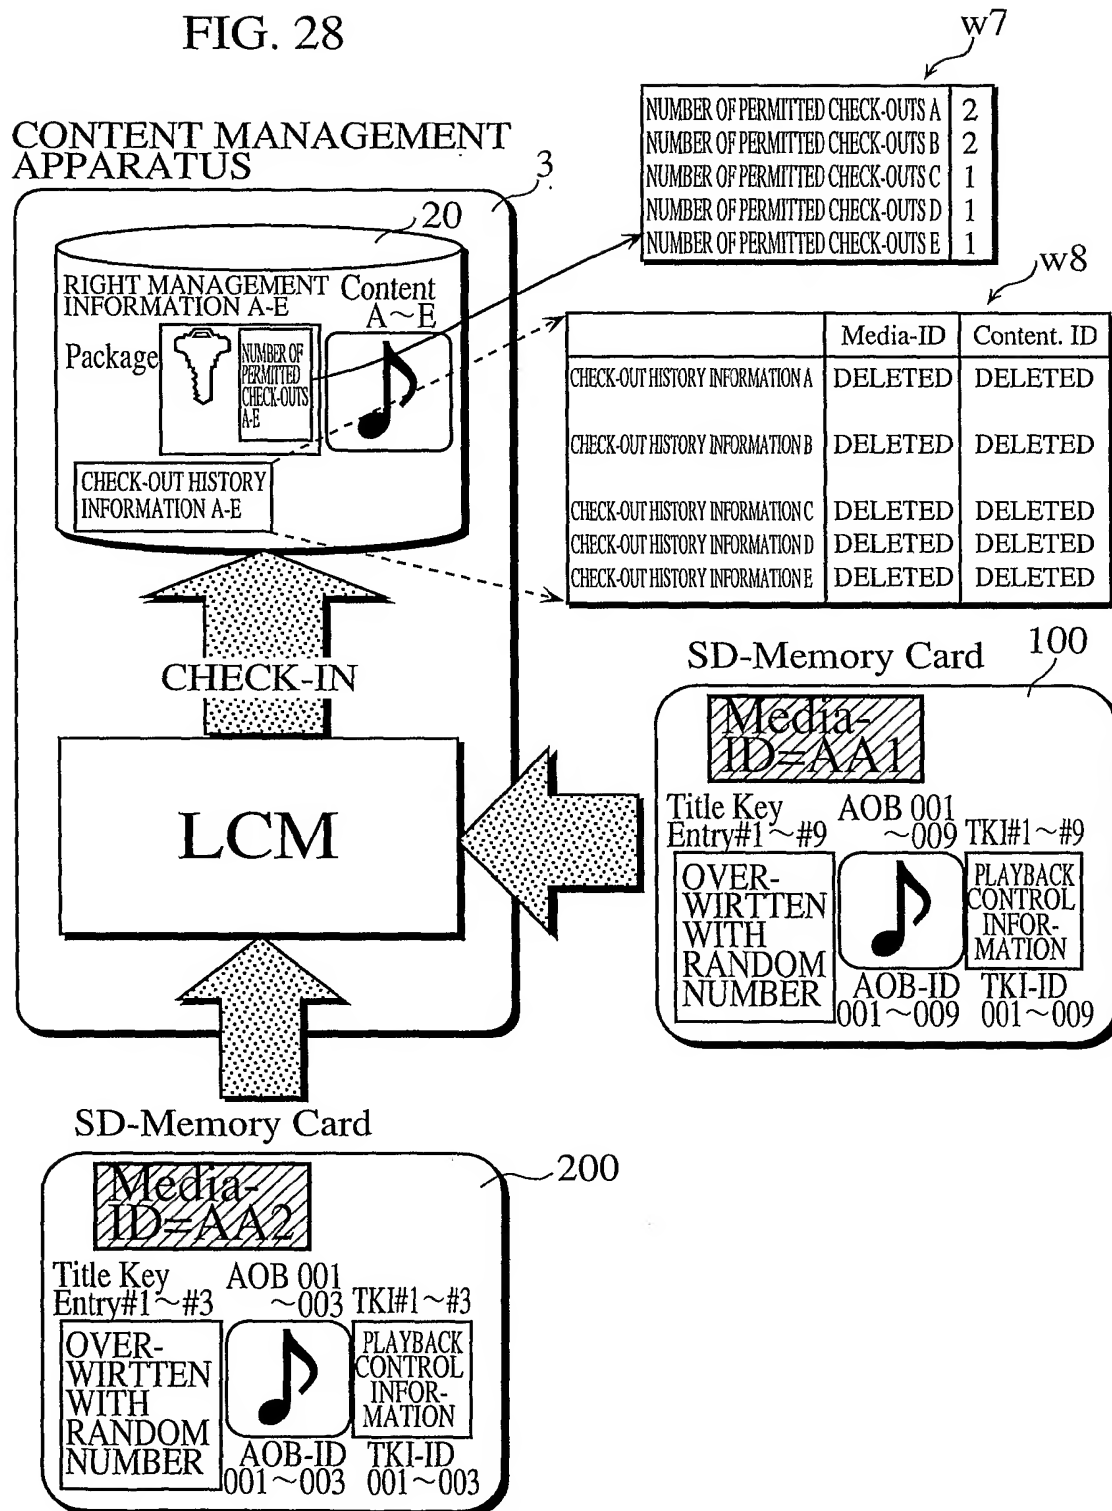 FIG. 28
w7
NUMBER OF PERMITTED CHECK-OUTS A 2
NUMBER OF PERMITTED CHECK-OUTS B 2
NUMBER OF PERMITTED CHECK-OUTS C 1
NUMBER OF PERMITTED CHECK-OUTS D 1
NUMBER OF PERMITTED CHECK-OUTS E 1
CONTENT MANAGEMENT
APPARATUS
3
20
RIGHT MANAGEMENT
INFORMATION A-E
Content
A～E
Package
NUMBER OF
PERMITTED
CHECK-OUTS
A-E
CHECK-OUT HISTORY
INFORMATION A-E
w8
Media-ID Content. ID
CHECK-OUT HISTORY INFORMATION A DELETED DELETED
CHECK-OUT HISTORY INFORMATION B DELETED DELETED
CHECK-OUT HISTORY INFORMATION C DELETED DELETED
CHECK-OUT HISTORY INFORMATION D DELETED DELETED
CHECK-OUT HISTORY INFORMATION E DELETED DELETED
CHECK-IN
LCM
SD-Memory Card
100
Media-
ID=AA1
Title Key
Entry#1～#9
AOB 001
～009
TKI#1～#9
OVER-
WIRTTEN
WITH
RANDOM
NUMBER
PLAYBACK
CONTROL
INFOR-
MATION
AOB-ID
001～009
TKI-ID
001～009
SD-Memory Card
200
Media-
ID=AA2
Title Key
Entry#1～#3
AOB 001
～003
TKI#1～#3
OVER-
WIRTTEN
WITH
RANDOM
NUMBER
PLAYBACK
CONTROL
INFOR-
MATION
AOB-ID
001～003
TKI-ID
001～003